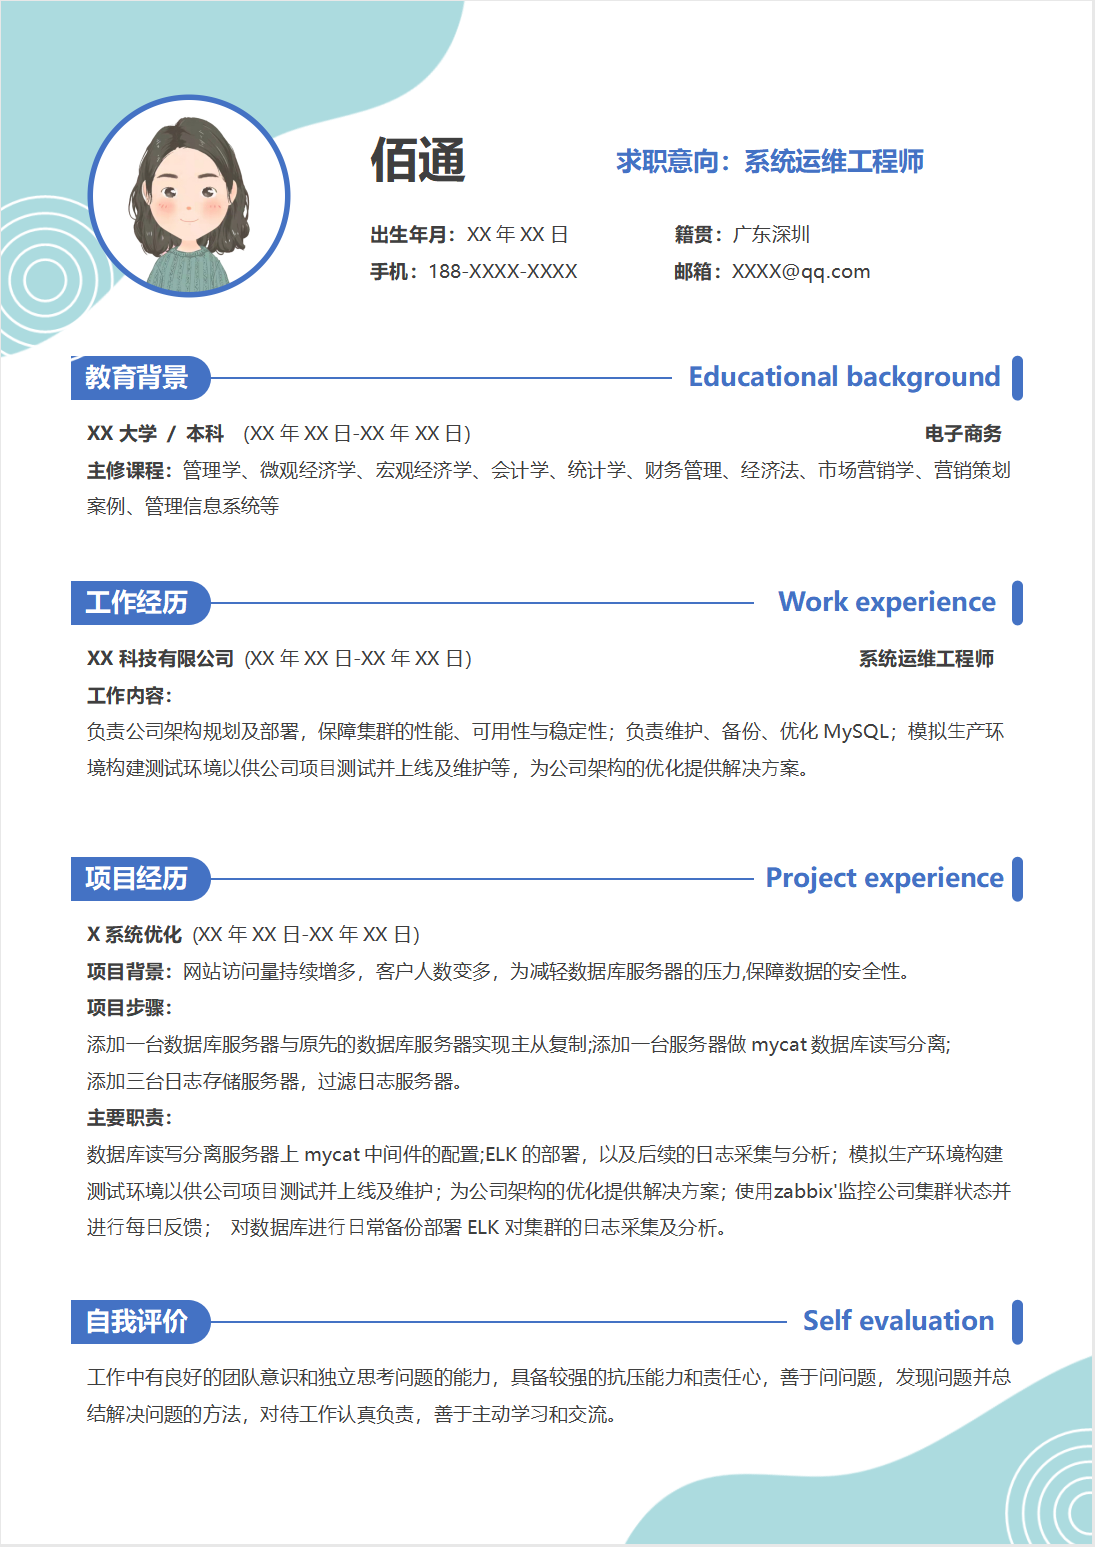 佰通
求职意向：系统运维工程师
出生年月：XX 年 XX 日 籍贯：广东深圳
手机：188-XXXX-XXXX 邮箱：XXXX@qq.com
教育背景 Educational background
XX 大学 / 本科 (XX 年 XX 日-XX 年 XX 日) 电子商务
主修课程：管理学、微观经济学、宏观经济学、会计学、统计学、财务管理、经济法、市场营销学、营销策划
案例、管理信息系统等
工作经历 Work experience
XX 科技有限公司 (XX 年 XX 日-XX 年 XX 日) 系统运维工程师
工作内容：
负责公司架构规划及部署，保障集群的性能、可用性与稳定性；负责维护、备份、优化 MySQL；模拟生产环
境构建测试环境以供公司项目测试并上线及维护等，为公司架构的优化提供解决方案。
项目经历 Project experience
X 系统优化 (XX 年 XX 日-XX 年 XX 日)
项目背景：网站访问量持续增多，客户人数变多，为减轻数据库服务器的压力,保障数据的安全性。
项目步骤：
添加一台数据库服务器与原先的数据库服务器实现主从复制;添加一台服务器做 mycat 数据库读写分离;
添加三台日志存储服务器，过滤日志服务器。
主要职责：
数据库读写分离服务器上 mycat 中间件的配置;ELK 的部署，以及后续的日志采集与分析；模拟生产环境构建
测试环境以供公司项目测试并上线及维护；为公司架构的优化提供解决方案；使用zabbix'监控公司集群状态并
进行每日反馈； 对数据库进行日常备份部署 ELK 对集群的日志采集及分析。
自我评价 Self evaluation
工作中有良好的团队意识和独立思考问题的能力，具备较强的抗压能力和责任心，善于问问题，发现问题并总
结解决问题的方法，对待工作认真负责，善于主动学习和交流。